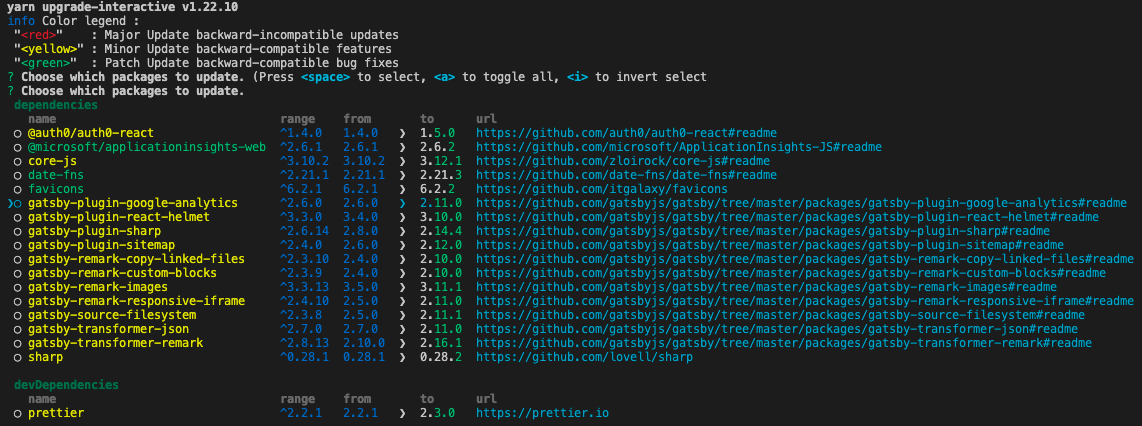 yarn upgrade-interactive v1.22.10
info Color legend :
"<red>" : Major Update backward-incompatible updates
"<yellow>" : Minor Update backward-compatible features
"<green>" : Patch Update backward-compatible bug fixes
? Choose which packages to update. (Press <space> to select, <a> to toggle all, <i> to invert select
? Choose which packages to update.
dependencies
name range from to url
○ @auth0/auth0-react ^1.4.0 1.4.0 ❯ 1.5.0 https://github.com/auth0/auth0-react#readme
○ @microsoft/applicationinsights-web ^2.6.1 2.6.1 ❯ 2.6.2 https://github.com/microsoft/ApplicationInsights-JS#readme
○ core-js ^3.10.2 3.10.2 ❯ 3.12.1 https://github.com/zloirock/core-js#readme
○ date-fns ^2.21.1 2.21.1 ❯ 2.21.3 https://github.com/date-fns/date-fns#readme
○ favicons ^6.2.1 6.2.1 ❯ 6.2.2 https://github.com/itgalaxy/favicons
❯○ gatsby-plugin-google-analytics ^2.6.0 2.6.0 ❯ 2.11.0 https://github.com/gatsbyjs/gatsby/tree/master/packages/gatsby-plugin-google-analytics#readme
○ gatsby-plugin-react-helmet ^3.3.0 3.4.0 ❯ 3.10.0 https://github.com/gatsbyjs/gatsby/tree/master/packages/gatsby-plugin-react-helmet#readme
○ gatsby-plugin-sharp ^2.6.14 2.8.0 ❯ 2.14.4 https://github.com/gatsbyjs/gatsby/tree/master/packages/gatsby-plugin-sharp#readme
○ gatsby-plugin-sitemap ^2.4.0 2.6.0 ❯ 2.12.0 https://github.com/gatsbyjs/gatsby/tree/master/packages/gatsby-plugin-sitemap#readme
○ gatsby-remark-copy-linked-files ^2.3.10 2.4.0 ❯ 2.10.0 https://github.com/gatsbyjs/gatsby/tree/master/packages/gatsby-remark-copy-linked-files#readme
○ gatsby-remark-custom-blocks ^2.3.9 2.4.0 ❯ 2.10.0 https://github.com/gatsbyjs/gatsby/tree/master/packages/gatsby-remark-custom-blocks#readme
○ gatsby-remark-images ^3.3.13 3.5.0 ❯ 3.11.1 https://github.com/gatsbyjs/gatsby/tree/master/packages/gatsby-remark-images#readme
○ gatsby-remark-responsive-iframe ^2.4.10 2.5.0 ❯ 2.11.0 https://github.com/gatsbyjs/gatsby/tree/master/packages/gatsby-remark-responsive-iframe#readme
○ gatsby-source-filesystem ^2.3.8 2.5.0 ❯ 2.11.1 https://github.com/gatsbyjs/gatsby/tree/master/packages/gatsby-source-filesystem#readme
○ gatsby-transformer-json ^2.7.0 2.7.0 ❯ 2.11.0 https://github.com/gatsbyjs/gatsby/tree/master/packages/gatsby-transformer-json#readme
○ gatsby-transformer-remark ^2.8.13 2.10.0 ❯ 2.16.1 https://github.com/gatsbyjs/gatsby/tree/master/packages/gatsby-transformer-remark#readme
○ sharp ^0.28.1 0.28.1 ❯ 0.28.2 https://github.com/lovell/sharp
devDependencies
name range from to url
○ prettier ^2.2.1 2.2.1 ❯ 2.3.0 https://prettier.io